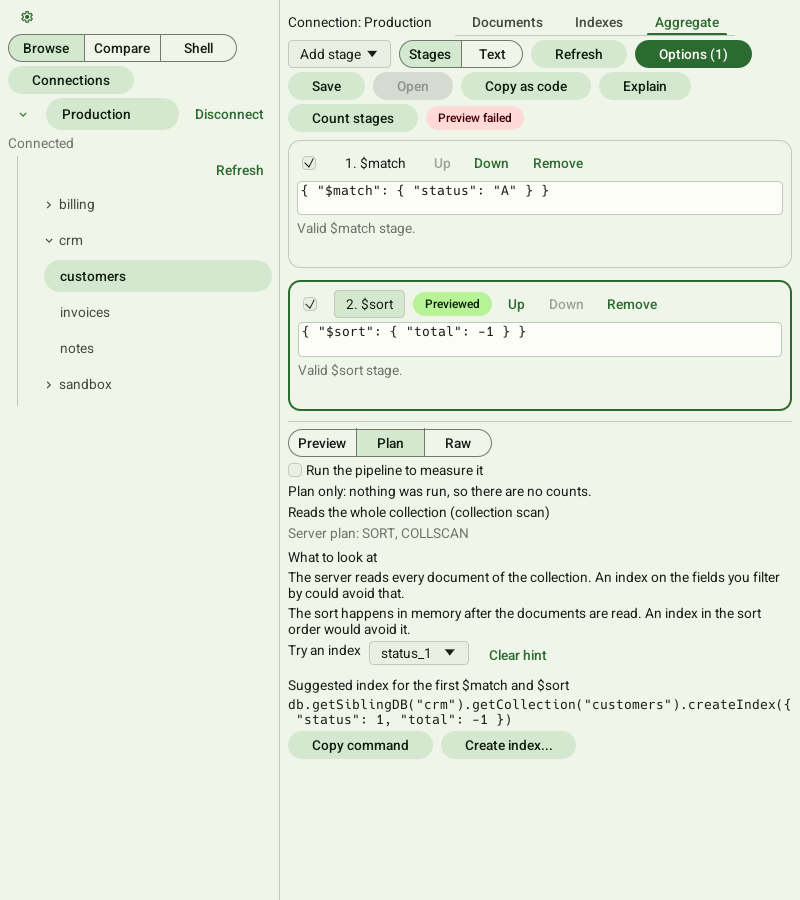 Browse Compare Shell
Connections
Production Disconnect
Connected
Refresh
billing
crm
customers
invoices
notes
sandbox
Connection: Production Documents Indexes Aggregate
Add stage Stages Text Refresh Options (1)
Save Open Copy as code Explain
Count stages Preview failed
1. $match Up Down Remove
{ "$match": { "status": "A" } }
Valid $match stage.
2. $sort Previewed Up Down Remove
{ "$sort": { "total": -1 } }
Valid $sort stage.
Preview Plan Raw
Run the pipeline to measure it
Plan only: nothing was run, so there are no counts.
Reads the whole collection (collection scan)
Server plan: SORT, COLLSCAN
What to look at
The server reads every document of the collection. An index on the fields you filter
by could avoid that.
The sort happens in memory after the documents are read. An index in the sort
order would avoid it.
Try an index status_1 Clear hint
Suggested index for the first $match and $sort
db.getSiblingDB("crm").getCollection("customers").createIndex({
"status": 1, "total": -1 })
Copy command Create index...